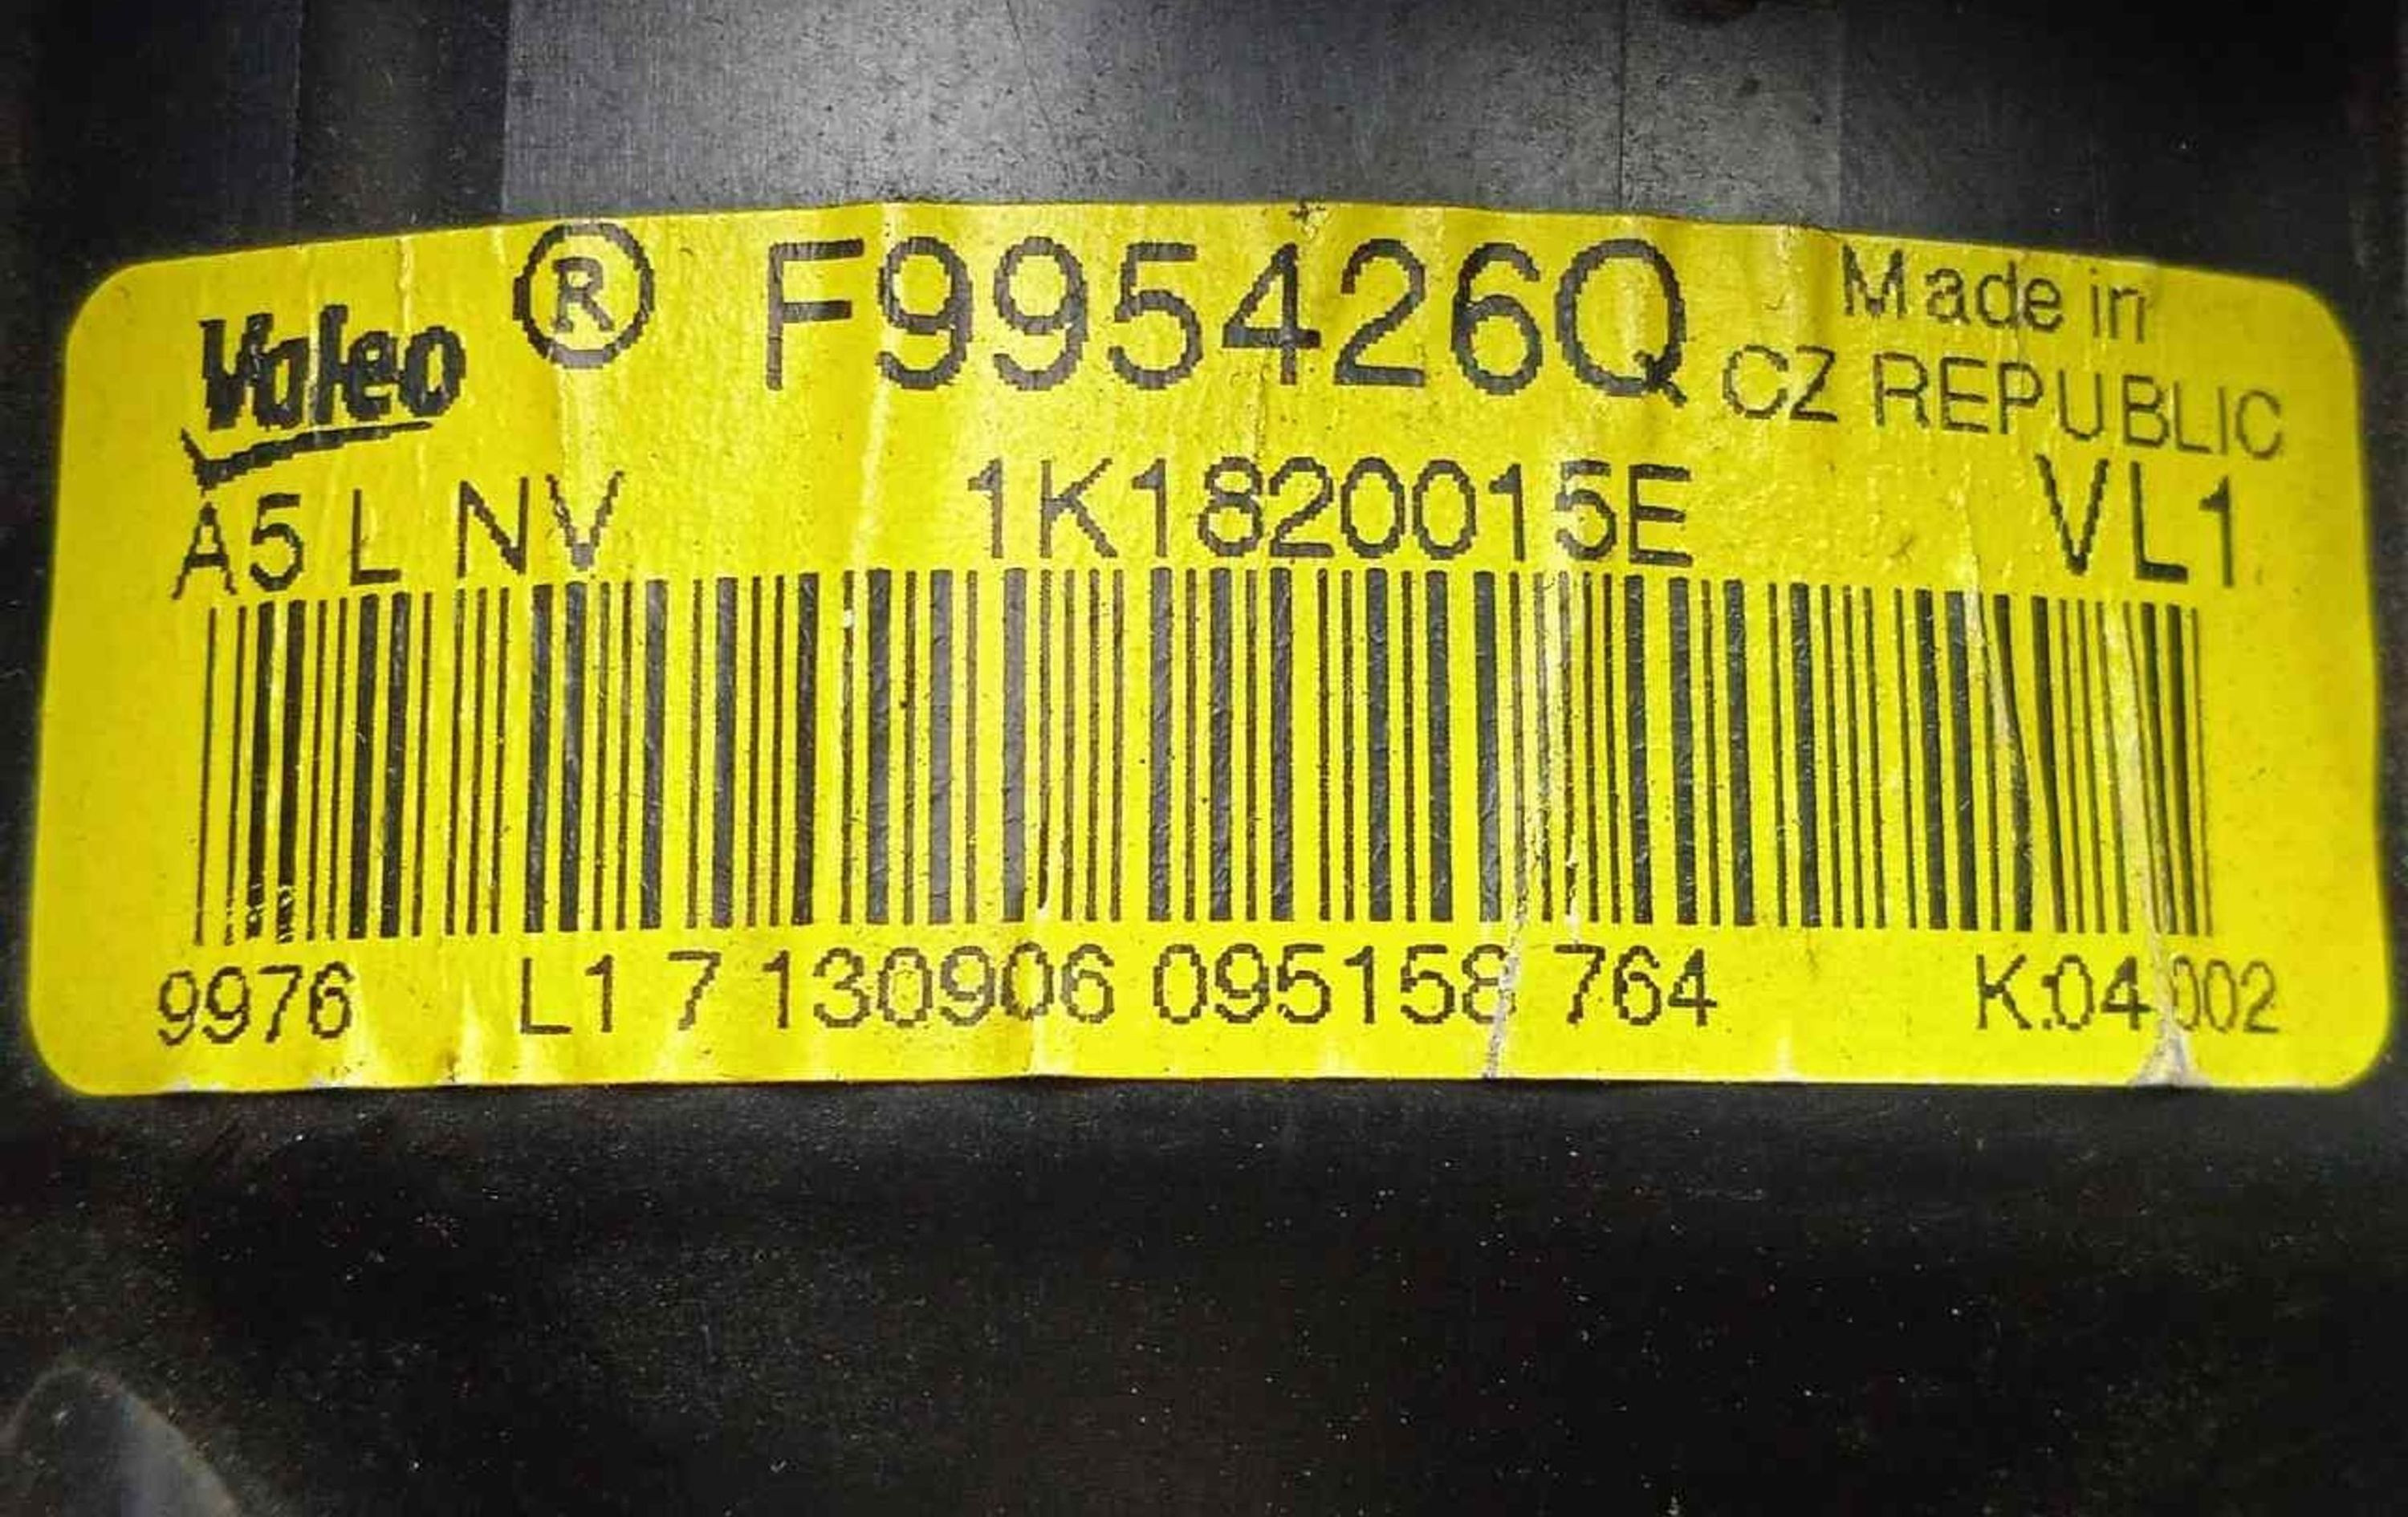 Valeo ® F995426Q Made in
CZ REPUBLIC
A5 L NV 1K1820015E VL1
9976 L1 7 130906 095158 764 K.04.002